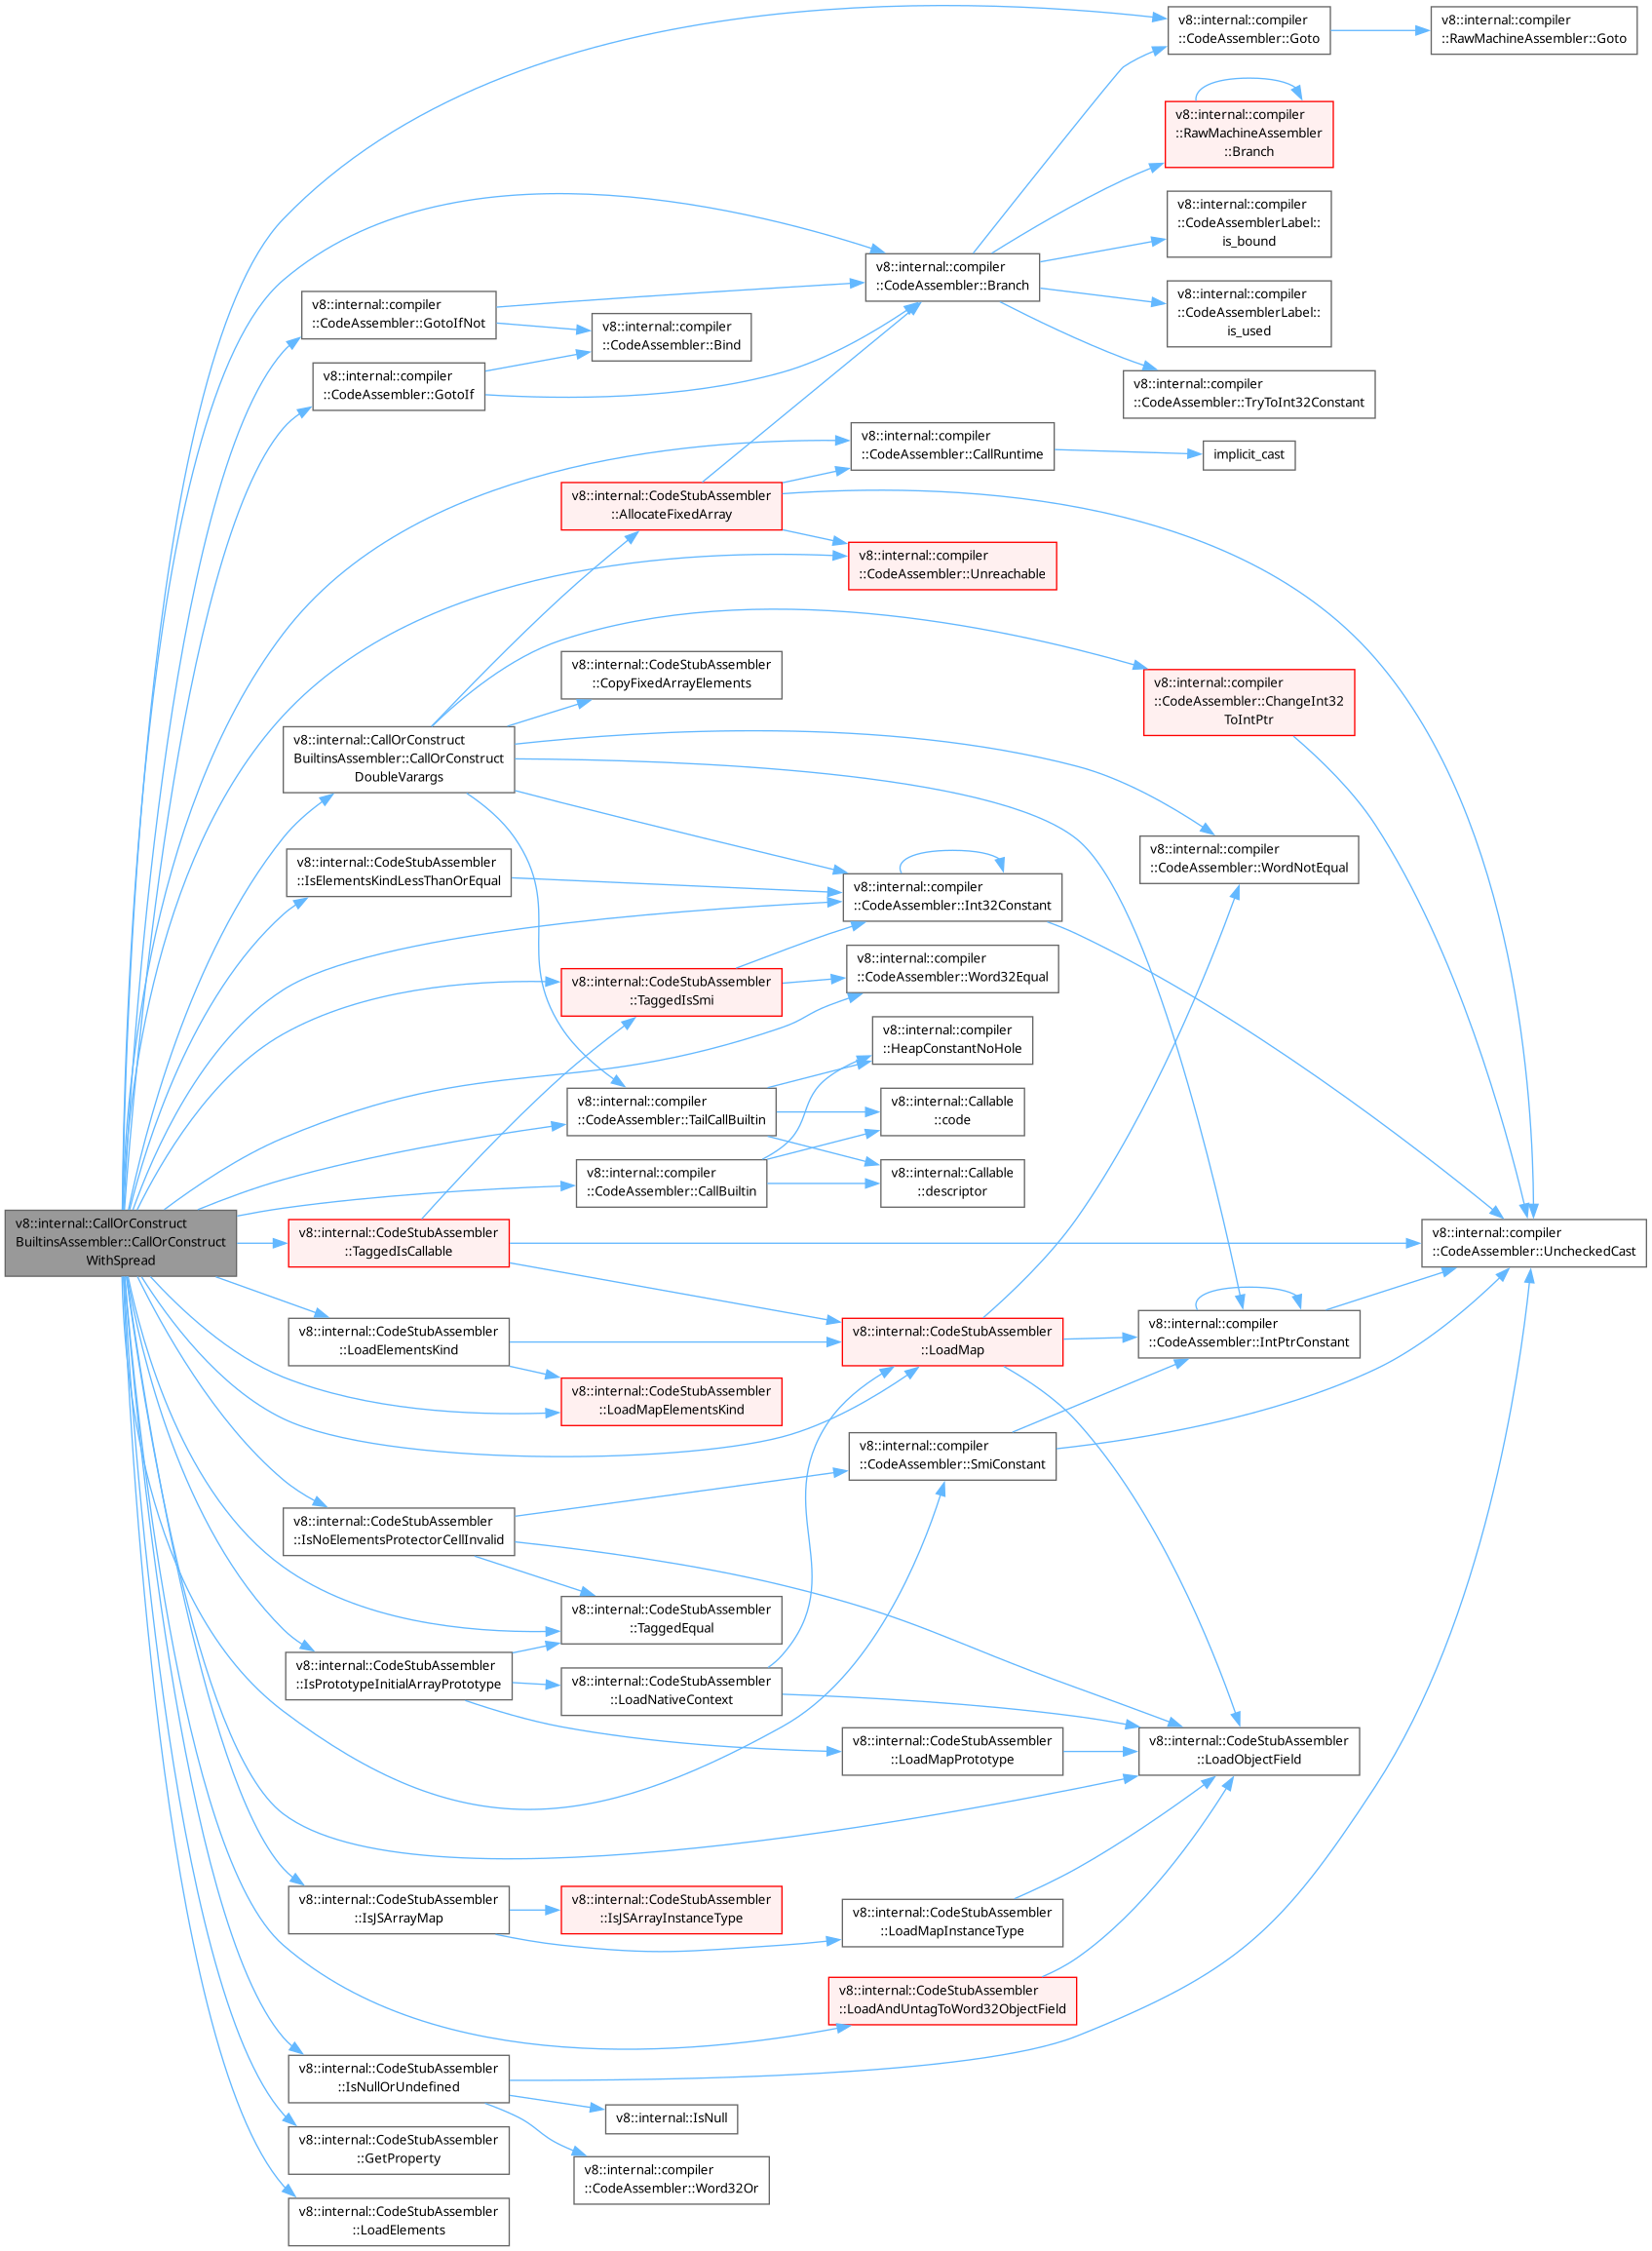 v8::internal::compiler
::CodeAssembler::Goto
v8::internal::compiler
::RawMachineAssembler::Goto
v8::internal::compiler
::RawMachineAssembler
::Branch
v8::internal::compiler
::CodeAssemblerLabel::
is_bound
v8::internal::compiler
::CodeAssembler::Branch
v8::internal::compiler
::CodeAssemblerLabel::
is_used
v8::internal::compiler
::CodeAssembler::GotoIfNot
v8::internal::compiler
::CodeAssembler::Bind
v8::internal::compiler
::CodeAssembler::GotoIf
v8::internal::compiler
::CodeAssembler::TryToInt32Constant
v8::internal::compiler
::CodeAssembler::CallRuntime
implicit_cast
v8::internal::CodeStubAssembler
::AllocateFixedArray
v8::internal::compiler
::CodeAssembler::Unreachable
v8::internal::CodeStubAssembler
::CopyFixedArrayElements
v8::internal::compiler
::CodeAssembler::ChangeInt32
ToIntPtr
v8::internal::CallOrConstruct
BuiltinsAssembler::CallOrConstruct
DoubleVarargs
v8::internal::compiler
::CodeAssembler::WordNotEqual
v8::internal::CodeStubAssembler
::IsElementsKindLessThanOrEqual
v8::internal::compiler
::CodeAssembler::Int32Constant
v8::internal::CodeStubAssembler
::TaggedIsSmi
v8::internal::compiler
::CodeAssembler::Word32Equal
v8::internal::compiler
::HeapConstantNoHole
v8::internal::compiler
::CodeAssembler::TailCallBuiltin
v8::internal::Callable
::code
v8::internal::compiler
::CodeAssembler::CallBuiltin
v8::internal::Callable
::descriptor
v8::internal::CallOrConstruct
BuiltinsAssembler::CallOrConstruct
WithSpread
v8::internal::CodeStubAssembler
::TaggedIsCallable
v8::internal::compiler
::CodeAssembler::UncheckedCast
v8::internal::CodeStubAssembler
::LoadElementsKind
v8::internal::CodeStubAssembler
::LoadMap
v8::internal::compiler
::CodeAssembler::IntPtrConstant
v8::internal::CodeStubAssembler
::LoadMapElementsKind
v8::internal::compiler
::CodeAssembler::SmiConstant
v8::internal::CodeStubAssembler
::IsNoElementsProtectorCellInvalid
v8::internal::CodeStubAssembler
::TaggedEqual
v8::internal::CodeStubAssembler
::IsPrototypeInitialArrayPrototype
v8::internal::CodeStubAssembler
::LoadNativeContext
v8::internal::CodeStubAssembler
::LoadMapPrototype
v8::internal::CodeStubAssembler
::LoadObjectField
v8::internal::CodeStubAssembler
::IsJSArrayMap
v8::internal::CodeStubAssembler
::IsJSArrayInstanceType
v8::internal::CodeStubAssembler
::LoadMapInstanceType
v8::internal::CodeStubAssembler
::LoadAndUntagToWord32ObjectField
v8::internal::CodeStubAssembler
::IsNullOrUndefined
v8::internal::IsNull
v8::internal::CodeStubAssembler
::GetProperty
v8::internal::compiler
::CodeAssembler::Word32Or
v8::internal::CodeStubAssembler
::LoadElements